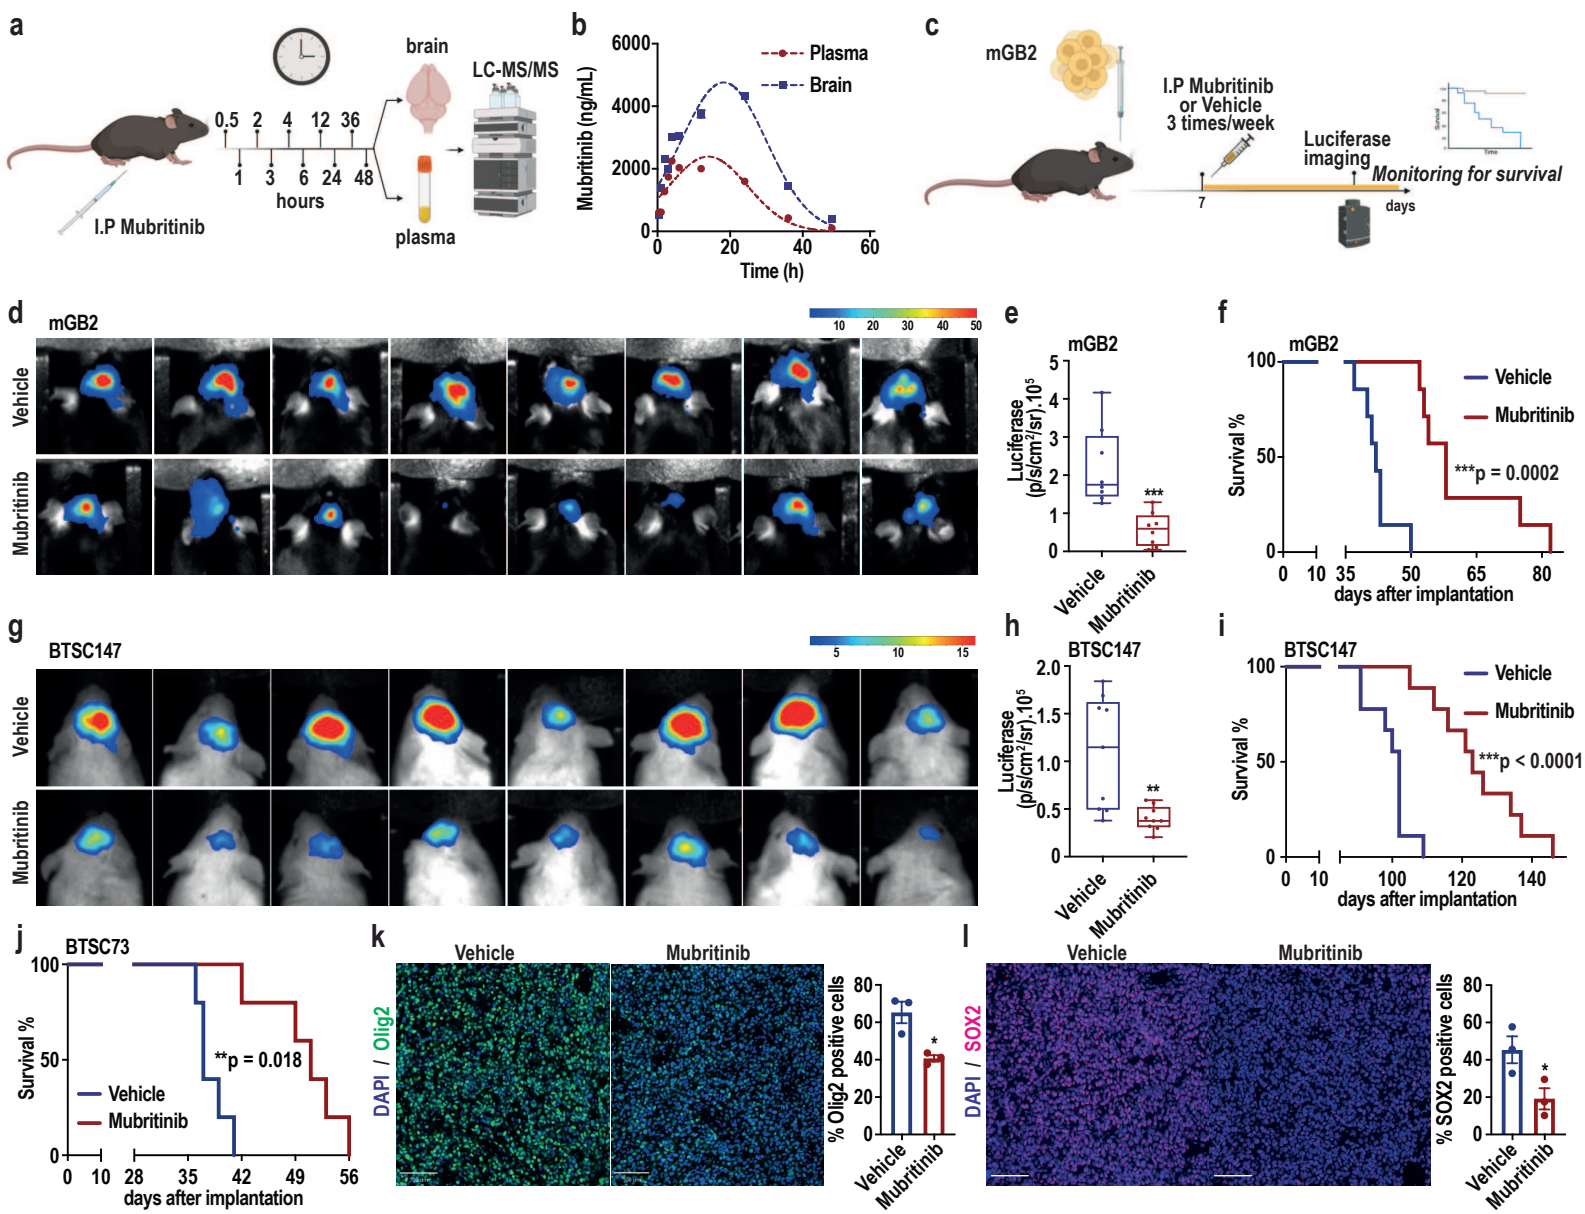 a
brain
LC-MS/MS
0.5 2 4 12 36
1 3 6 24 48
hours
I.P Mubritinib
plasma
b
Mubritinib (ng/mL)
6000
4000
2000
0
0 20 40 60
Time (h)
Plasma
Brain
c
mGB2
I.P Mubritinib
or Vehicle
3 times/week
Luciferase
imaging
Survival
Time
Monitoring for survival
7
days
d
mGB2
10 20 30 40 50
Vehicle
Mubritinib
e
mGB2
Luciferase
(p/s/cm²/sr).10⁵
5
4
3
2
1
0
***
Vehicle
Mubritinib
f
mGB2
Survival %
100
50
0
Vehicle
Mubritinib
***p = 0.0002
0 10 35 50 65 80
days after implantation
g
BTSC147
5 10 15
Vehicle
Mubritinib
h
BTSC147
Luciferase
(p/s/cm²/sr).10⁵
2.0
1.5
1.0
0.5
0
**
Vehicle
Mubritinib
i
BTSC147
Survival %
100
50
0
Vehicle
Mubritinib
***p < 0.0001
0 10 100 120 140
days after implantation
j
BTSC73
Survival %
100
50
0
**p = 0.018
Vehicle
Mubritinib
0 10 28 35 42 49 56
days after implantation
k
Vehicle Mubritinib
DAPI / Olig2
% Olig2 positive cells
80
60
40
20
0
*
Vehicle
Mubritinib
l
Vehicle Mubritinib
DAPI / SOX2
% SOX2 positive cells
80
60
40
20
0
*
Vehicle
Mubritinib